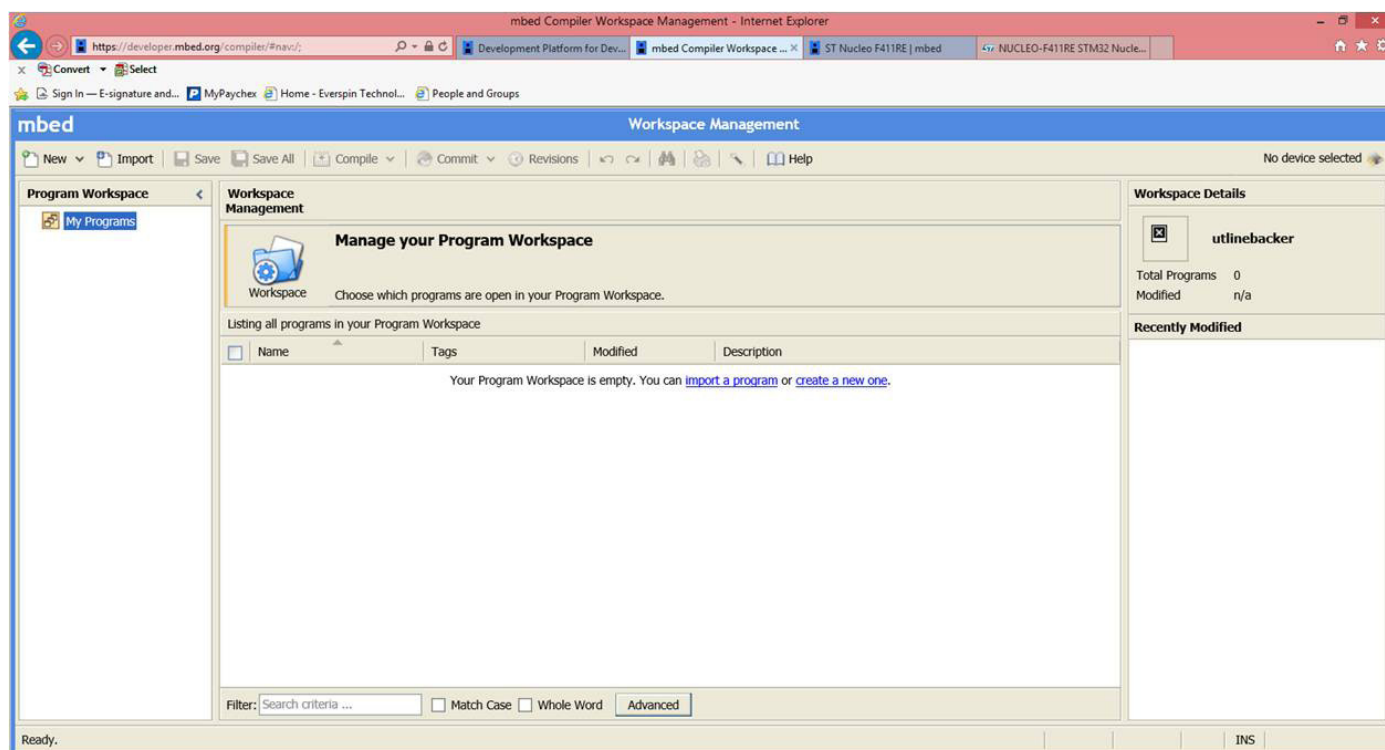 mbed Compiler Workspace Management - Internet Explorer
https://developer.mbed.org/compiler/#nav:/;
Development Platform for Dev...
mbed Compiler Workspace ...
ST Nucleo F411RE | mbed
NUCLEO-F411RE STM32 Nucle...
x Convert Select
Sign In — E-signature and... MyPaychex Home - Everspin Technol... People and Groups
mbed Workspace Management
New Import Save Save All Compile Commit Revisions Help No device selected
Program Workspace
My Programs
Workspace
Management
Workspace
Manage your Program Workspace
Choose which programs are open in your Program Workspace.
Listing all programs in your Program Workspace
Name Tags Modified Description
Your Program Workspace is empty. You can import a program or create a new one.
Filter: Search criteria ... Match Case Whole Word Advanced
Workspace Details
utlinebacker
Total Programs 0
Modified n/a
Recently Modified
Ready. INS